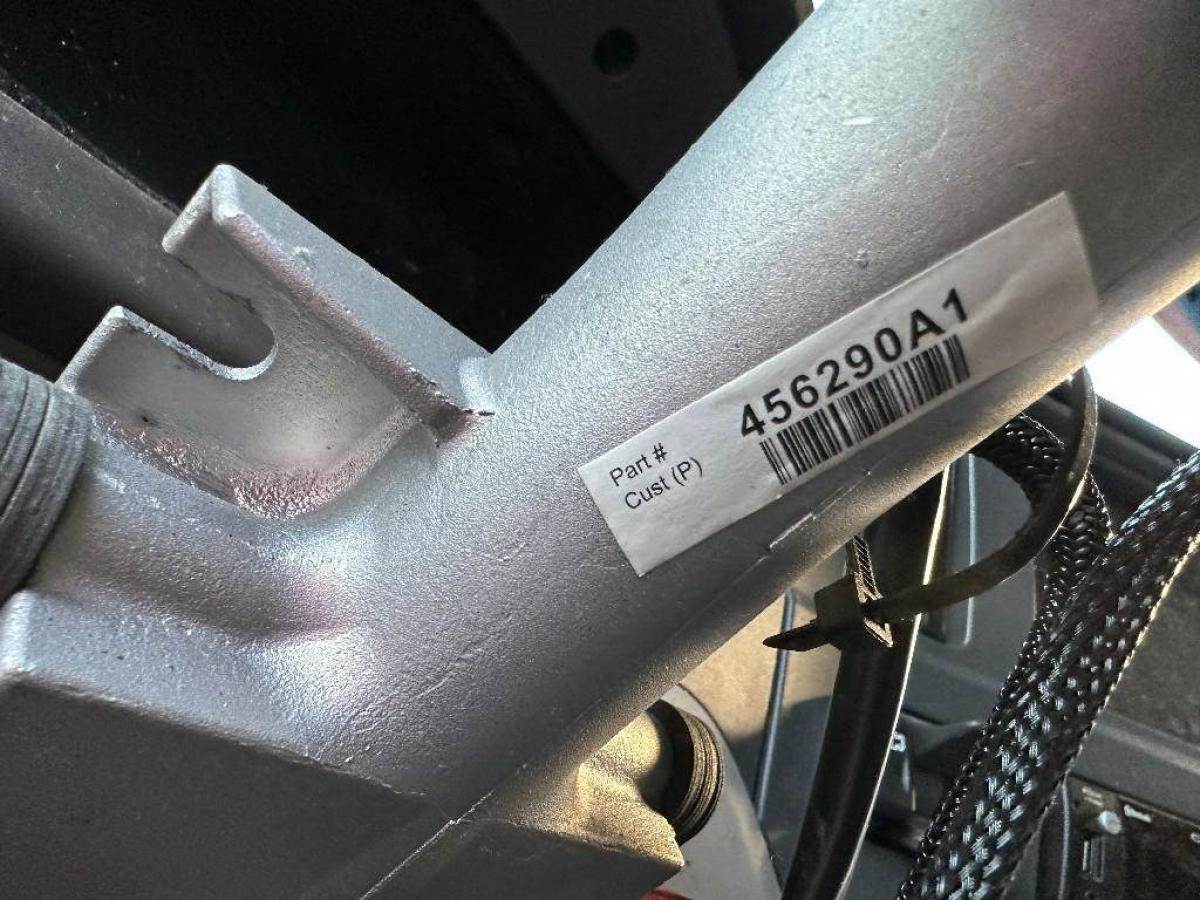 456290A1
Part #
Cust (P)